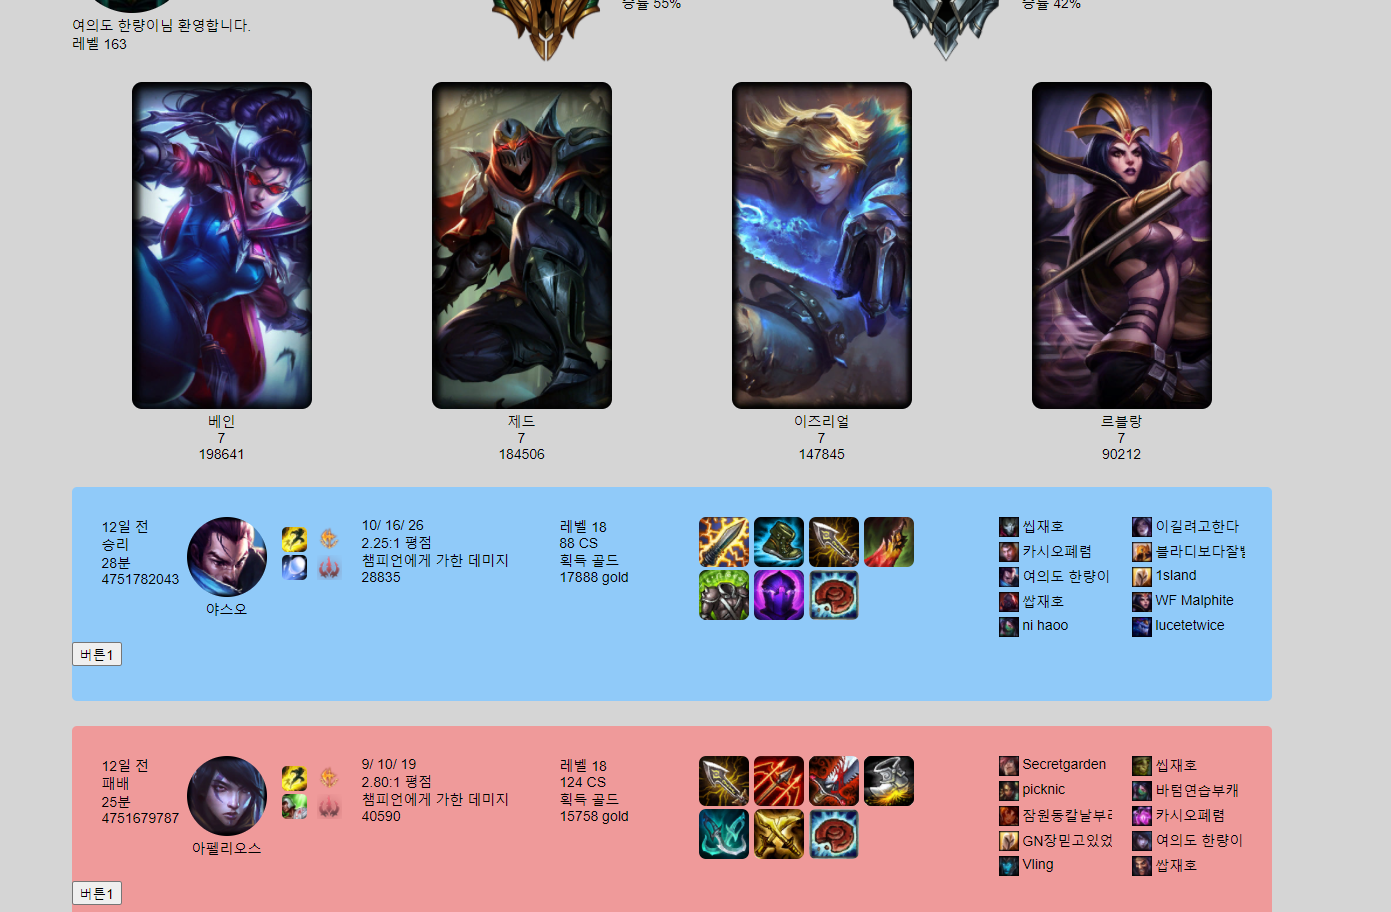 승률 55%
승률 42%
여의도 한량이님 환영합니다.
레벨 163
베인
7
198641
제드
7
184506
이즈리얼
7
147845
르블랑
7
90212
12일 전
승리
28분
4751782043
야스오
10/ 16/ 26
2.25:1 평점
챔피언에게 가한 데미지
28835
레벨 18
88 CS
획득 골드
17888 gold
씹재호
카시오페렴
여의도 한량이
쌉재호
ni haoo
이길려고한다
블라디보다잘
1sland
WF Malphite
lucetetwice
버튼1
12일 전
패배
25분
4751679787
아펠리오스
9/ 10/ 19
2.80:1 평점
챔피언에게 가한 데미지
40590
레벨 18
124 CS
획득 골드
15758 gold
Secretgarden
picknic
잠원동칼날부
GN장믿고있었
Vling
씹재호
바텀연습부캐
카시오페렴
여의도 한량이
쌉재호
버튼1